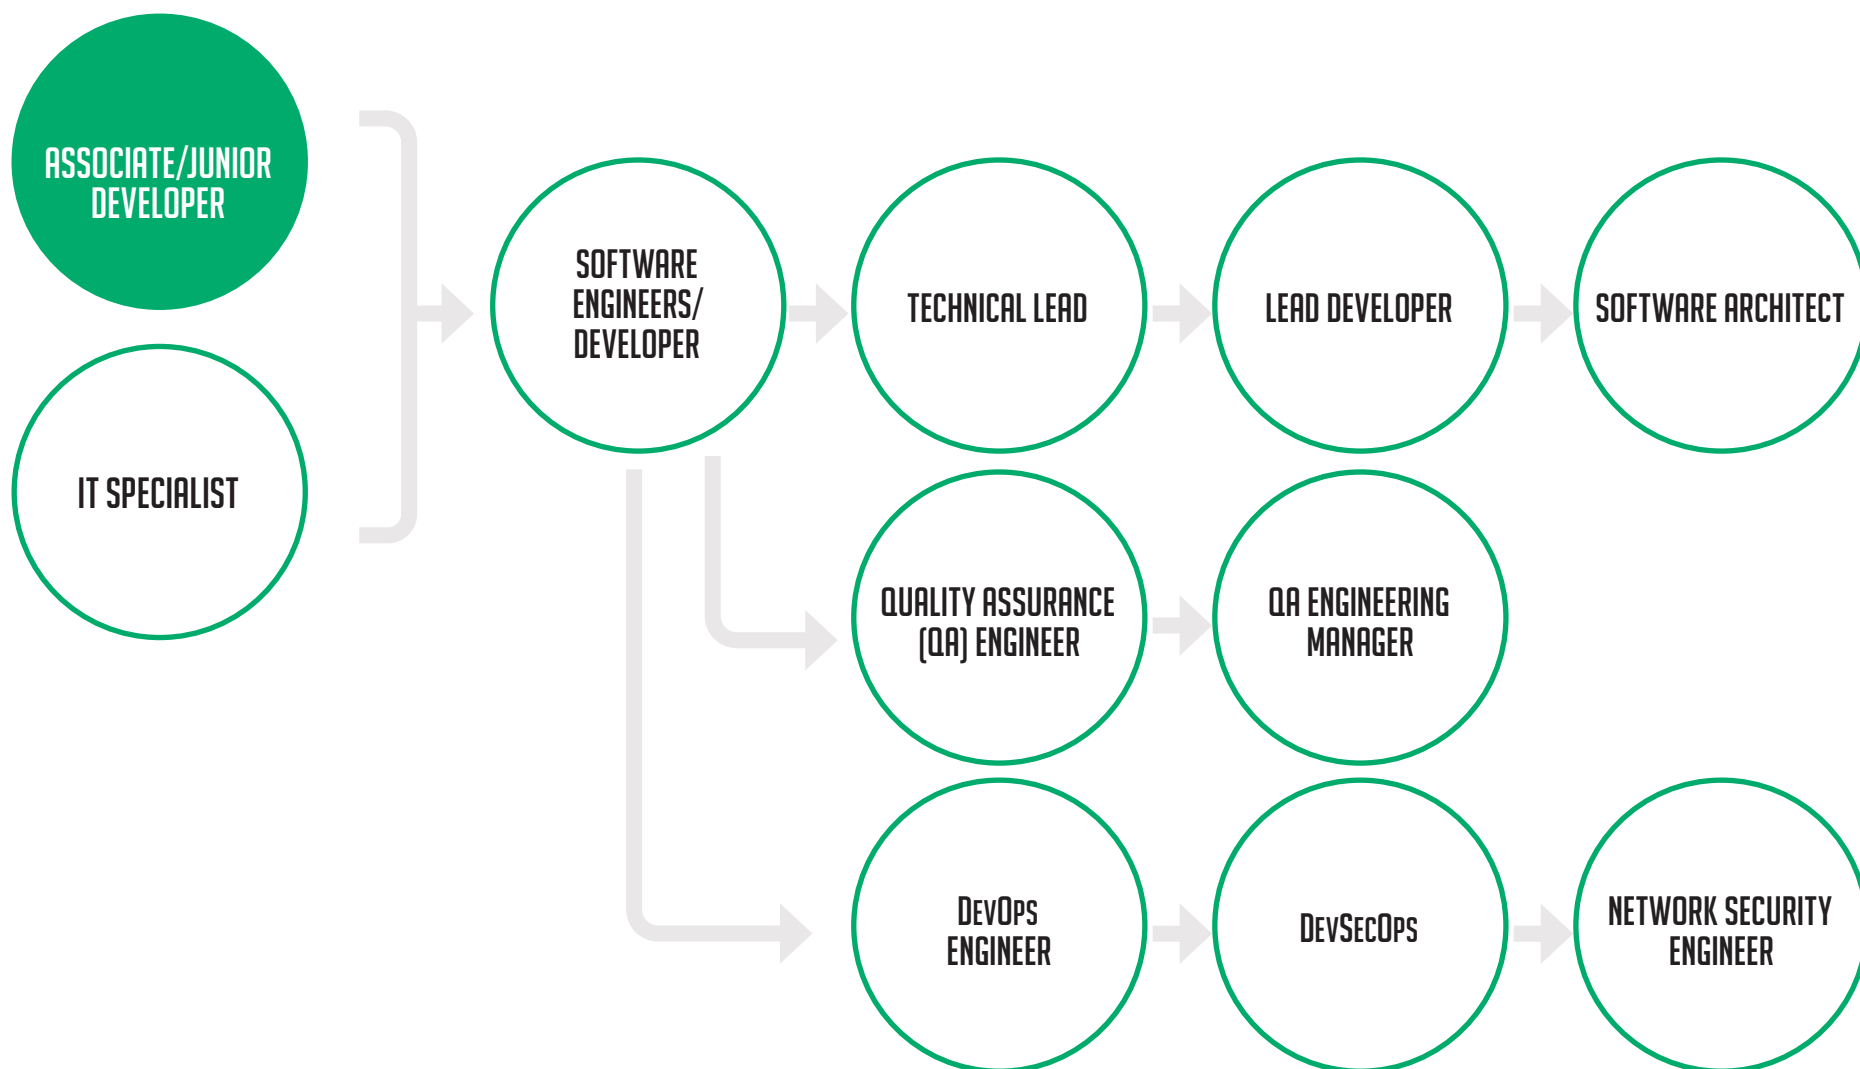 ASSOCIATE/JUNIOR
DEVELOPER
IT SPECIALIST
SOFTWARE
ENGINEERS/
DEVELOPER
TECHNICAL LEAD
LEAD DEVELOPER
SOFTWARE ARCHITECT
QUALITY ASSURANCE
(QA) ENGINEER
QA ENGINEERING
MANAGER
DevOps
ENGINEER
DevSecOps
NETWORK SECURITY
ENGINEER